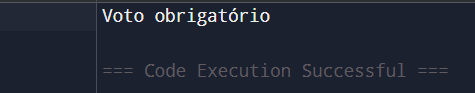 Voto obrigatório
=== Code Execution Successful ===